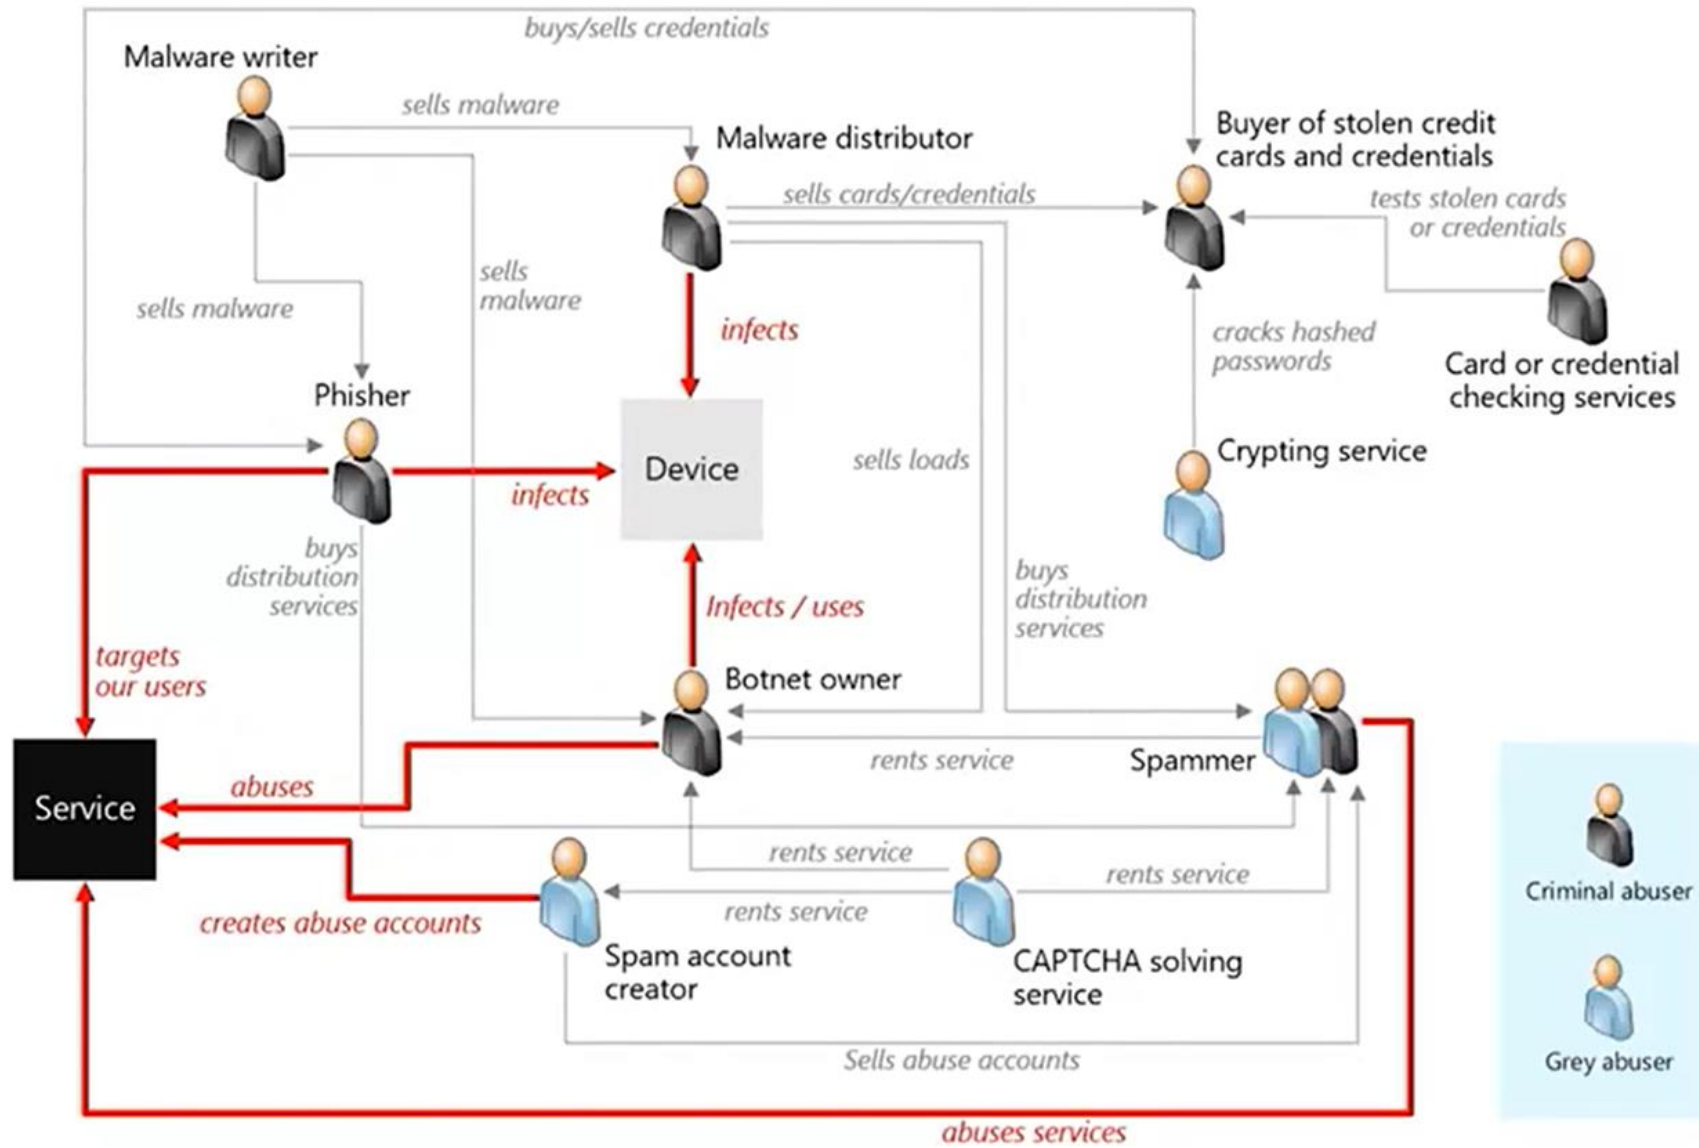 buys/sells credentials
Malware writer
sells malware
Malware distributor
Buyer of stolen credit
cards and credentials
sells cards/credentials
tests stolen cards
or credentials
sells
malware
sells malware
infects
cracks hashed
passwords
Card or credential
checking services
Phisher
Device
sells loads
Crypting service
infects
buys
distribution
services
buys
distribution
services
Infects / uses
targets
our users
Botnet owner
rents service
Spammer
abuses
Service
rents service
rents service
Criminal abuser
rents service
creates abuse accounts
Spam account
creator
CAPTCHA solving
service
Sells abuse accounts
Grey abuser
abuses services